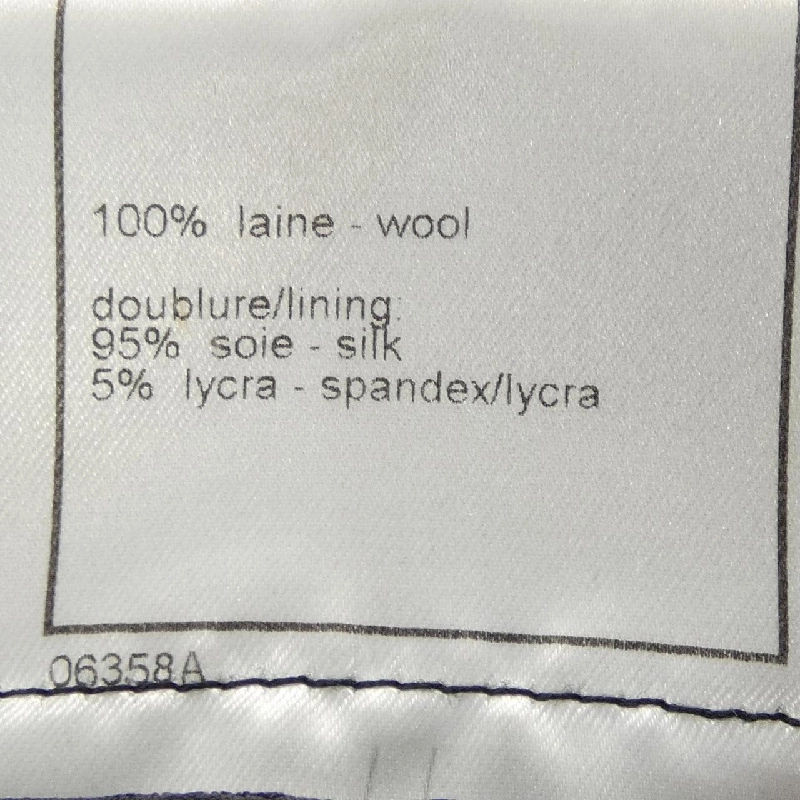 100% laine - wool
doublure/lining:
95% soie - silk
5% lycra - spandex/lycra
06358A